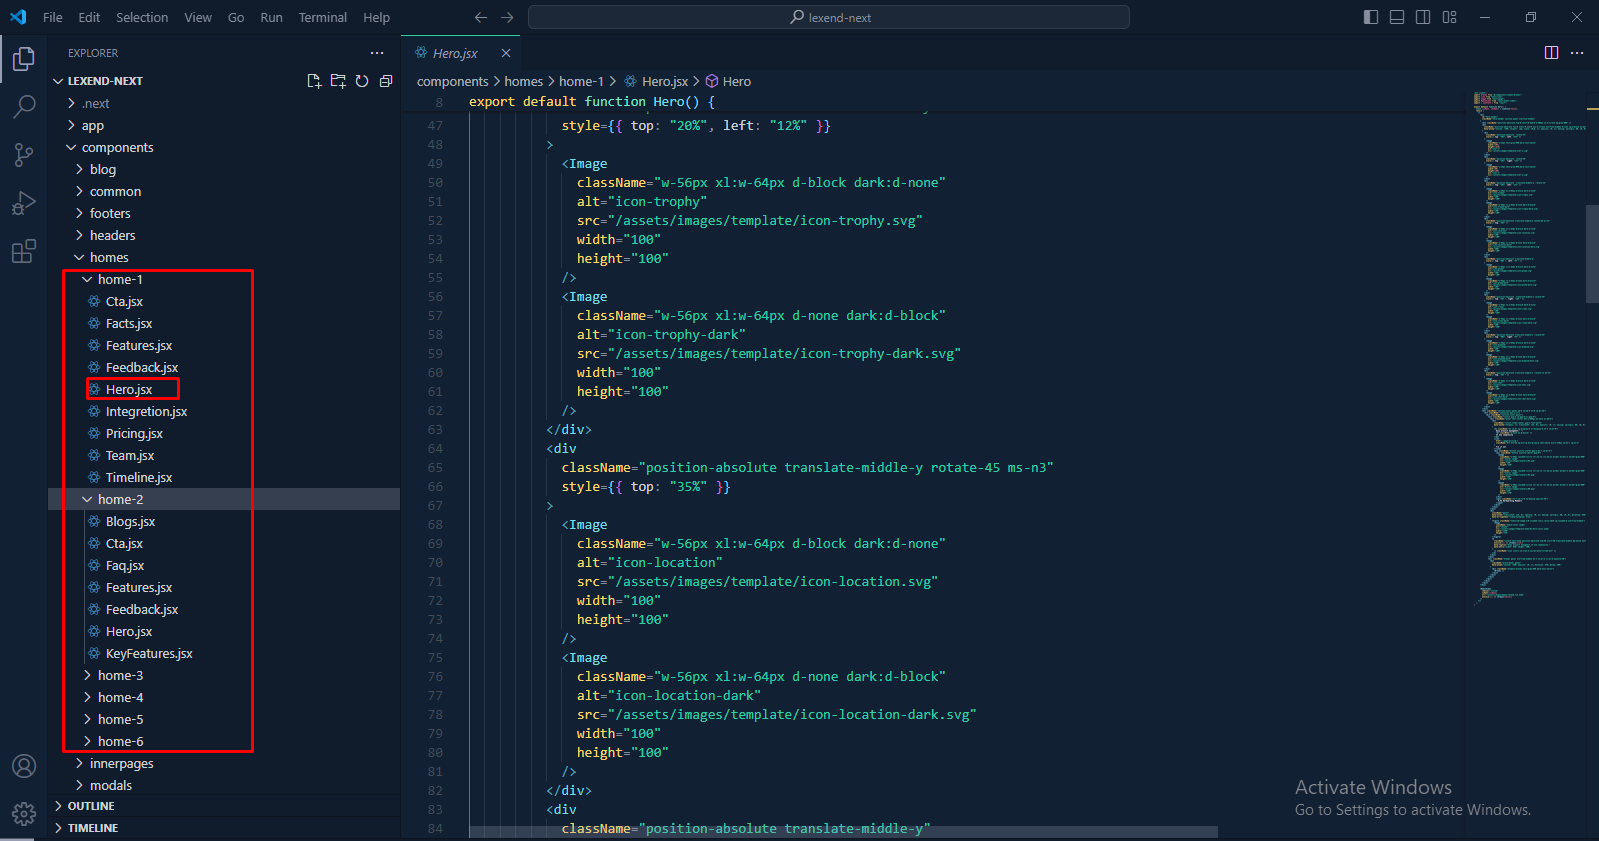 File Edit Selection View Go Run Terminal Help
lexend-next
EXPLORER
LEXEND-NEXT
.next
app
components
blog
common
footers
headers
homes
home-1
Cta.jsx
Facts.jsx
Features.jsx
Feedback.jsx
Hero.jsx
Integretion.jsx
Pricing.jsx
Team.jsx
Timeline.jsx
home-2
Blogs.jsx
Cta.jsx
Faq.jsx
Features.jsx
Feedback.jsx
Hero.jsx
KeyFeatures.jsx
home-3
home-4
home-5
home-6
innerpages
modals
OUTLINE
TIMELINE
Hero.jsx
components > homes > home-1 > Hero.jsx > Hero
8 export default function Hero() {
47 style={{ top: "20%", left: "12%" }}
48 >
49 <Image
50 className="w-56px xl:w-64px d-block dark:d-none"
51 alt="icon-trophy"
52 src="/assets/images/template/icon-trophy.svg"
53 width="100"
54 height="100"
55 />
56 <Image
57 className="w-56px xl:w-64px d-none dark:d-block"
58 alt="icon-trophy-dark"
59 src="/assets/images/template/icon-trophy-dark.svg"
60 width="100"
61 height="100"
62 />
63 </div>
64 <div
65 className="position-absolute translate-middle-y rotate-45 ms-n3"
66 style={{ top: "35%" }}
67 >
68 <Image
69 className="w-56px xl:w-64px d-block dark:d-none"
70 alt="icon-location"
71 src="/assets/images/template/icon-location.svg"
72 width="100"
73 height="100"
74 />
75 <Image
76 className="w-56px xl:w-64px d-none dark:d-block"
77 alt="icon-location-dark"
78 src="/assets/images/template/icon-location-dark.svg"
79 width="100"
80 height="100"
81 />
82 </div>
83 <div
84 className="position-absolute translate-middle-y"
Activate Windows
Go to Settings to activate Windows.